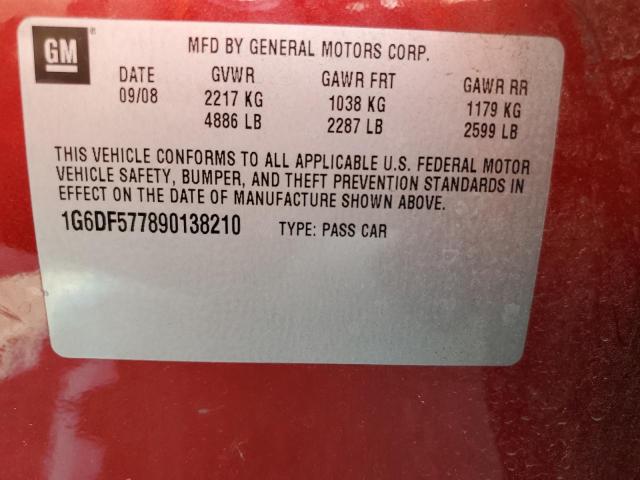 GM MFD BY GENERAL MOTORS CORP.
DATE GVWR GAWR FRT GAWR RR
09/08 2217 KG 1038 KG 1179 KG
4886 LB 2287 LB 2599 LB
THIS VEHICLE CONFORMS TO ALL APPLICABLE U.S. FEDERAL MOTOR
VEHICLE SAFETY, BUMPER, AND THEFT PREVENTION STANDARDS IN
EFFECT ON THE DATE OF MANUFACTURE SHOWN ABOVE.
1G6DF577890138210 TYPE: PASS CAR